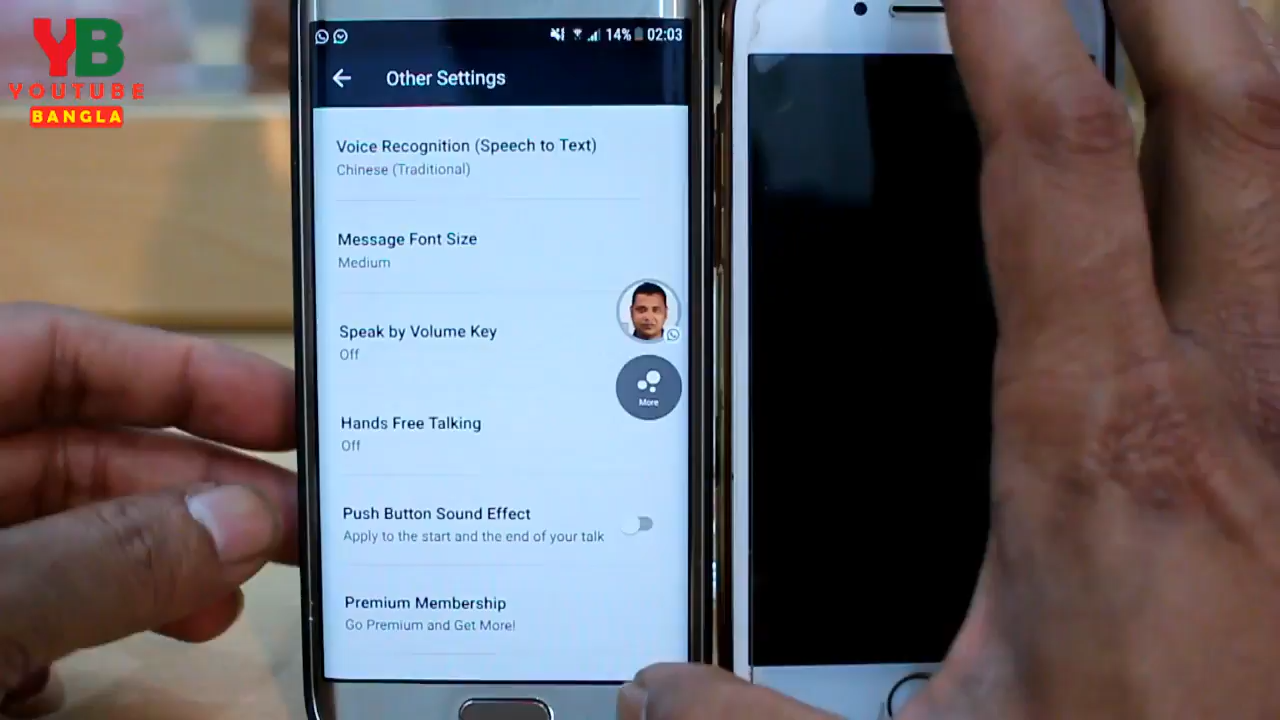 YB
YOUTUBE
BANGLA
14% 02:03
Other Settings
Voice Recognition (Speech to Text)
Chinese (Traditional)
Message Font Size
Medium
Speak by Volume Key
Off
More
Hands Free Talking
Off
Push Button Sound Effect
Apply to the start and the end of your talk
Premium Membership
Go Premium and Get More!